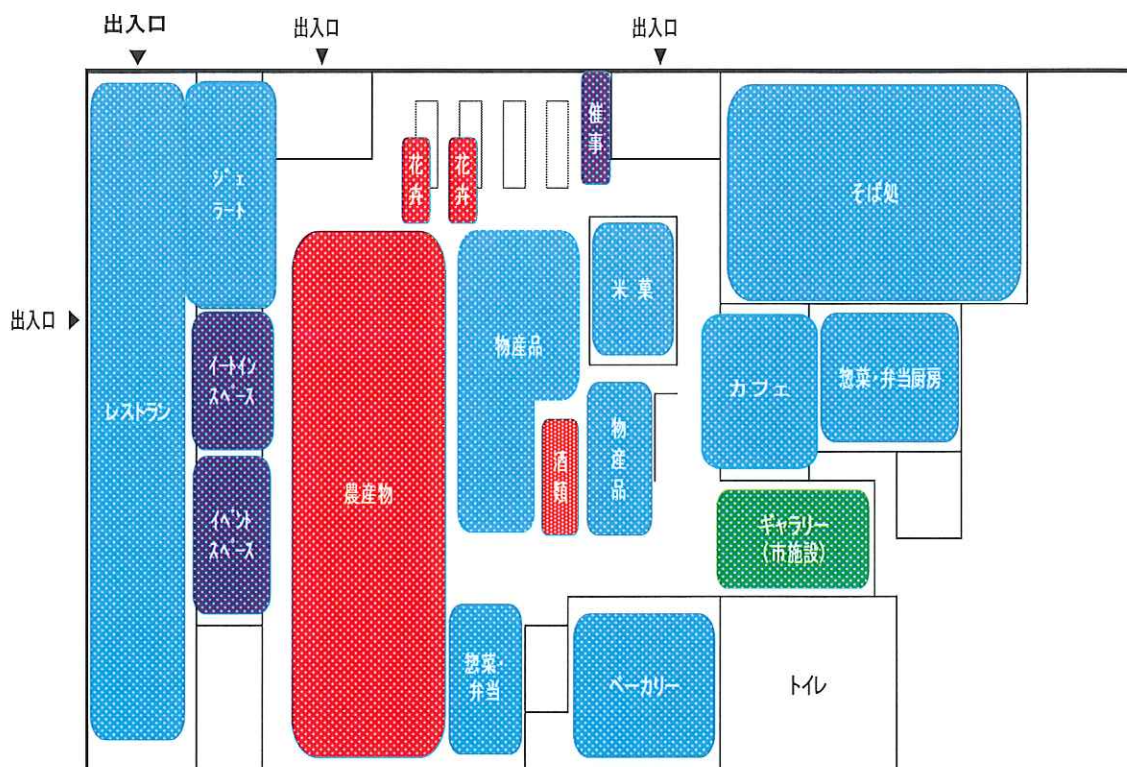 出入口
出入口
出入口
催事
花卉
花卉
ジェ
ラート
そば処
米菓
出入口
物産品
イートイン
スペース
カフェ
惣菜・弁当厨房
レストラン
物産品
酒類
農産物
イベント
スペース
ギャラリー
(市施設)
惣菜・
弁当
ベーカリー
トイレ